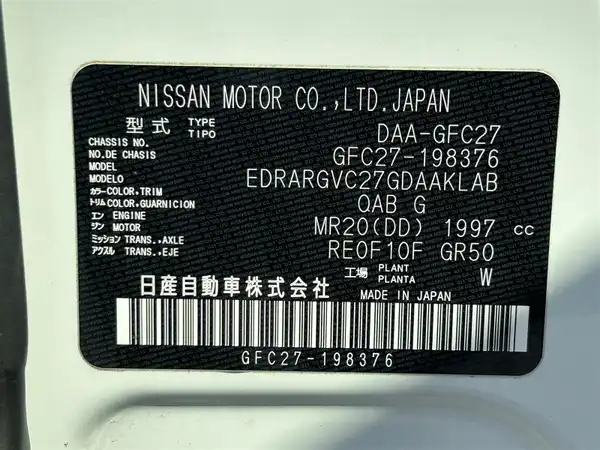 NISSAN MOTOR CO.,LTD.JAPAN
型式 TYPE TIPO DAA-GFC27
CHASSIS NO.
NO.DE CHASIS GFC27-198376
MODEL
MODELO EDRARGVC27GDAAKLAB
カラー COLOR,TRIM
トリム COLOR,GUARNICION QAB G
エン ENGINE
ジン MOTOR MR20(DD) 1997 cc
ミッション TRANS.,AXLE
アクスル TRANS.,EJE RE0F10F GR50
工場 PLANT PLANTA W
日産自動車株式会社 MADE IN JAPAN
GFC27-198376